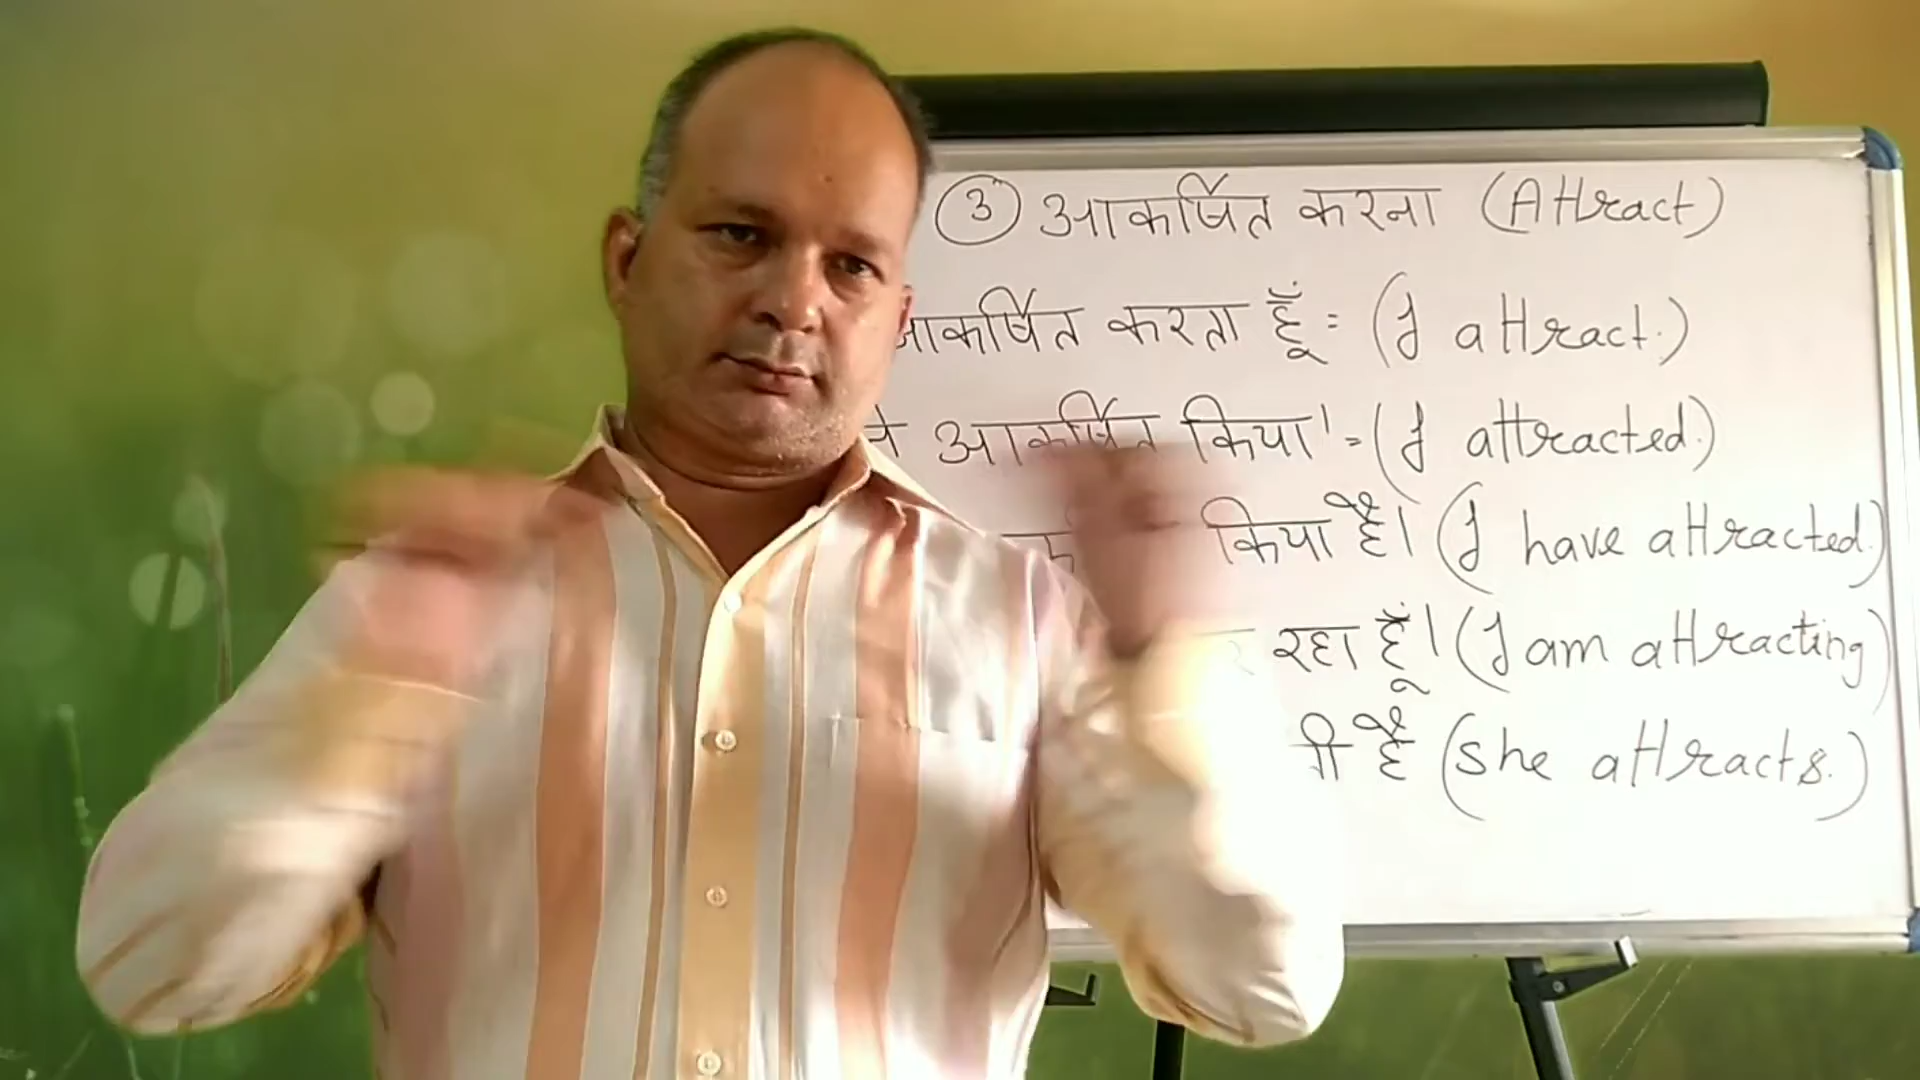 ③ आकर्षित करना (Attract)
आकर्षित करता हूँ = (I attract.)
ने आकर्षित किया'= (I attracted.)
किया है। (I have attracted.)
रहा हूँ। (I am attracting)
है (she attracts.)